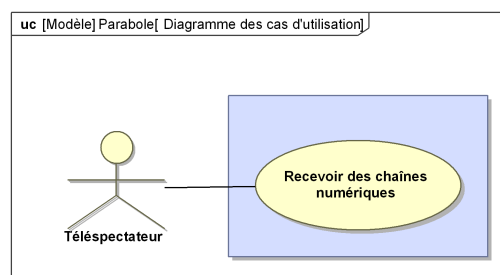 uc [Modèle] Parabole[ Diagramme des cas d'utilisation]
Recevoir des chaînes
numériques
Téléspectateur